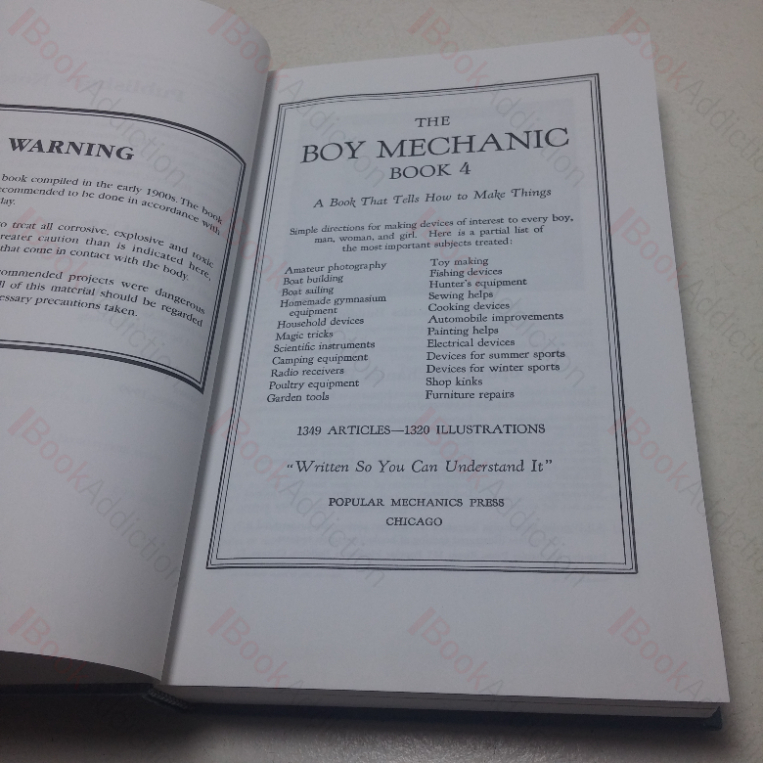 WARNING
book compiled in the early 1900s. The book
commended to be done in accordance with
lay.
o treat all corrosive, explosive and toxic
reater caution than is indicated here,
that come in contact with the body.
ommended projects were dangerous
ll of this material should be regarded
essary precautions taken.
THE
BOY MECHANIC
BOOK 4
A Book That Tells How to Make Things
Simple directions for making devices of interest to every boy,
man, woman, and girl. Here is a partial list of
the most important subjects treated:
Amateur photography
Boat building
Boat sailing
Homemade gymnasium
equipment
Household devices
Magic tricks
Scientific instruments
Camping equipment
Radio receivers
Poultry equipment
Garden tools
Toy making
Fishing devices
Hunter's equipment
Sewing helps
Cooking devices
Automobile improvements
Painting helps
Electrical devices
Devices for summer sports
Devices for winter sports
Shop kinks
Furniture repairs
1349 ARTICLES—1320 ILLUSTRATIONS
"Written So You Can Understand It"
POPULAR MECHANICS PRESS
CHICAGO
BookAddiction